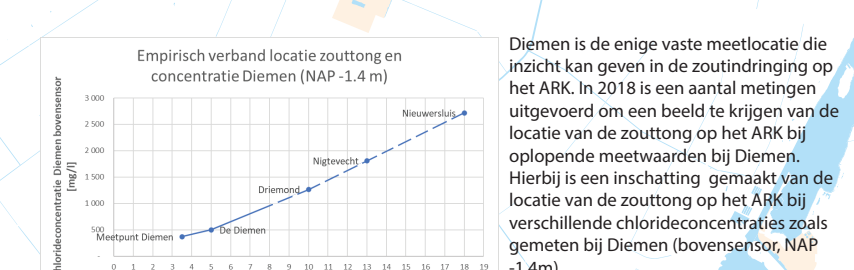 Empirisch verband locatie zouttong en
concentratie Diemen (NAP -1.4 m)
hlorideconcentratie Diemen bovensensor
[mg/l]
3 000
2 500
2 000
1 500
1 000
500
-
Nieuwersluis
Nigtevecht
Driemond
De Diemen
Meetpunt Diemen
0 1 2 3 4 5 6 7 8 9 10 11 12 13 14 15 16 17 18 19
Diemen is de enige vaste meetlocatie die
inzicht kan geven in de zoutindringing op
het ARK. In 2018 is een aantal metingen
uitgevoerd om een beeld te krijgen van de
locatie van de zouttong op het ARK bij
oplopende meetwaarden bij Diemen.
Hierbij is een inschatting gemaakt van de
locatie van de zouttong op het ARK bij
verschillende chlorideconcentraties zoals
gemeten bij Diemen (bovensensor, NAP
-1.4m)